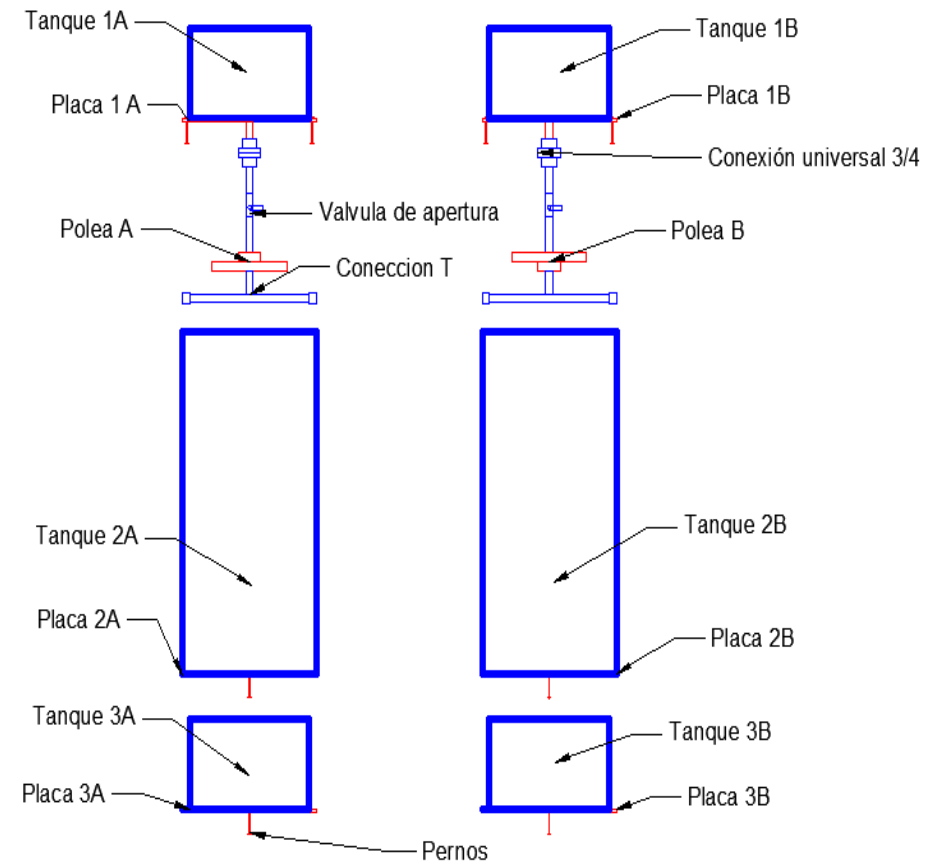 Tanque 1A
Tanque 1B
Placa 1 A
Placa 1B
Conexión universal 3/4
Valvula de apertura
Polea A
Polea B
Coneccion T
Tanque 2A
Tanque 2B
Placa 2A
Placa 2B
Tanque 3A
Tanque 3B
Placa 3A
Placa 3B
Pernos